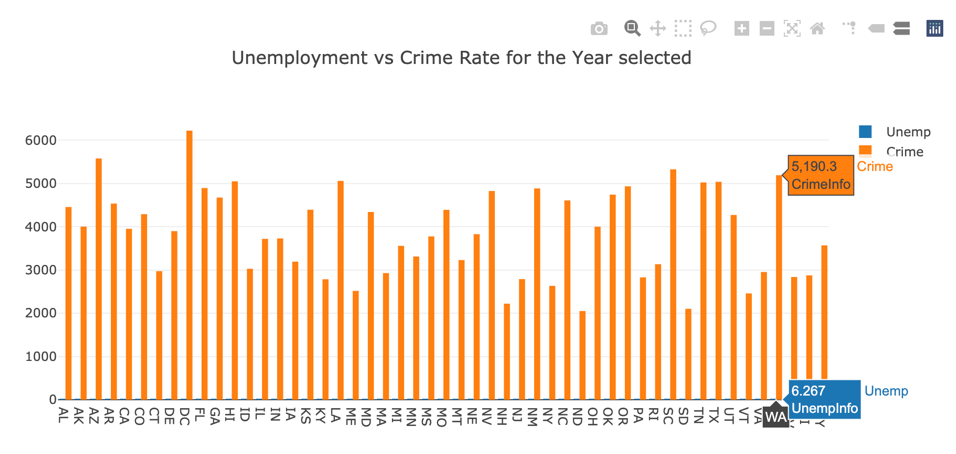 Unemployment vs Crime Rate for the Year selected
Unemp
Crime
6000
5000
4000
3000
2000
1000
0
5,190.3
CrimeInfo
Crime
6.267
UnempInfo
Unemp
AL
AK
AZ
AR
CA
CO
CT
DE
DC
FL
GA
HI
ID
IL
IN
IA
KS
KY
LA
ME
MD
MA
MI
MN
MS
MO
MT
NE
NV
NH
NJ
NM
NY
NC
ND
OH
OK
OR
PA
RI
SC
SD
TN
TX
UT
VT
VA
WA